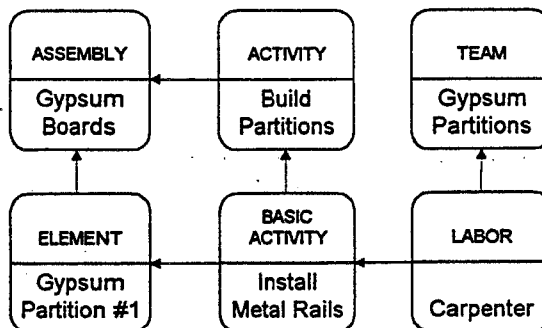 ASSEMBLY
Gypsum
Boards
ACTIVITY
Build
Partitions
TEAM
Gypsum
Partitions
ELEMENT
Gypsum
Partition #1
BASIC
ACTIVITY
Install
Metal Rails
LABOR
Carpenter